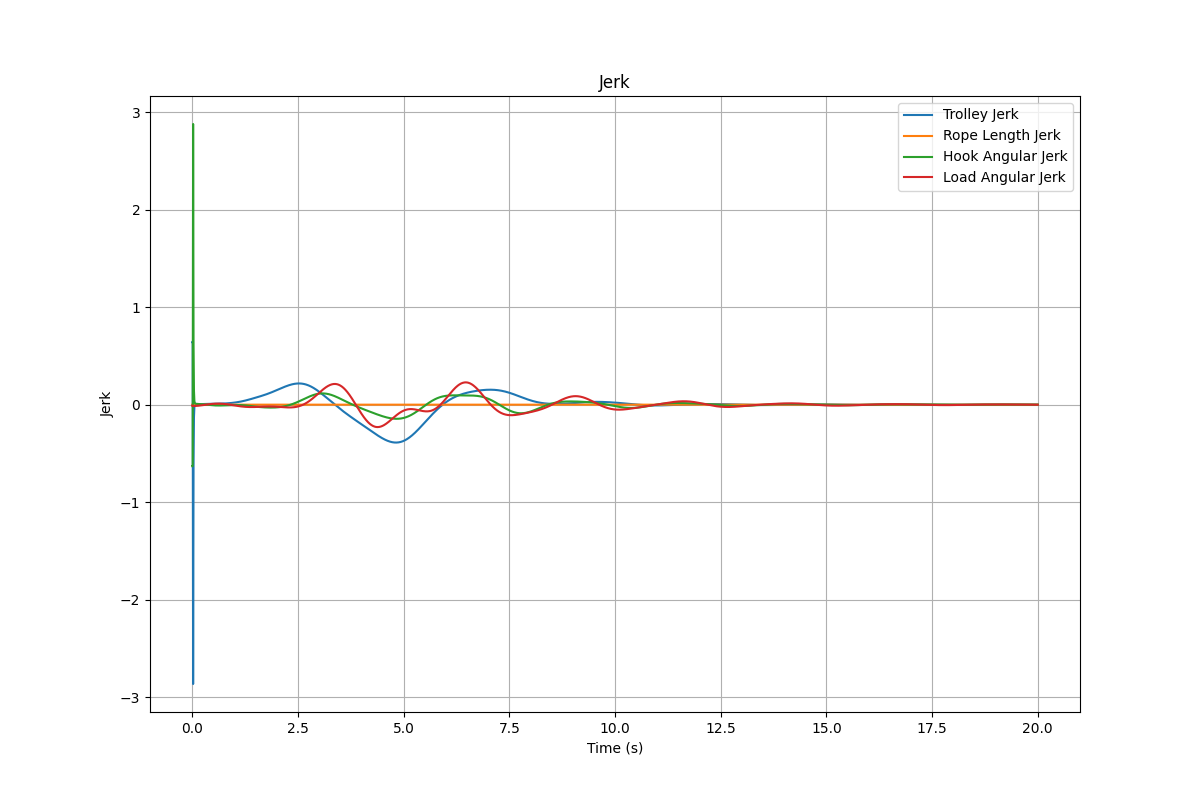 Jerk
Trolley Jerk
Rope Length Jerk
Hook Angular Jerk
Load Angular Jerk
3
2
1
0
−1
−2
−3
Jerk
0.0 2.5 5.0 7.5 10.0 12.5 15.0 17.5 20.0
Time (s)